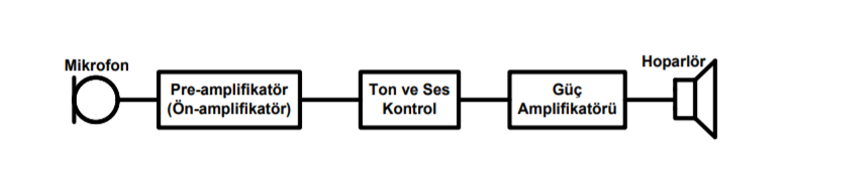 Mikrofon
Pre-amplifikatör
(Ön-amplifikatör)
Ton ve Ses
Kontrol
Güç
Amplifikatörü
Hoparlör